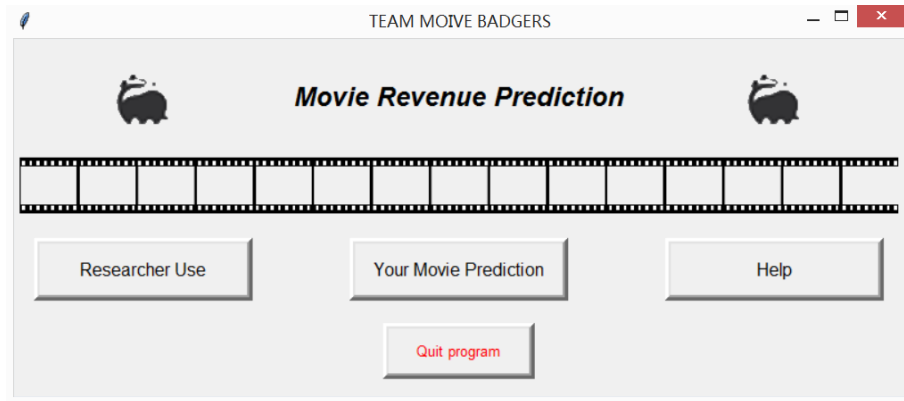 TEAM MOIVE BADGERS
Movie Revenue Prediction
Researcher Use
Your Movie Prediction
Help
Quit program